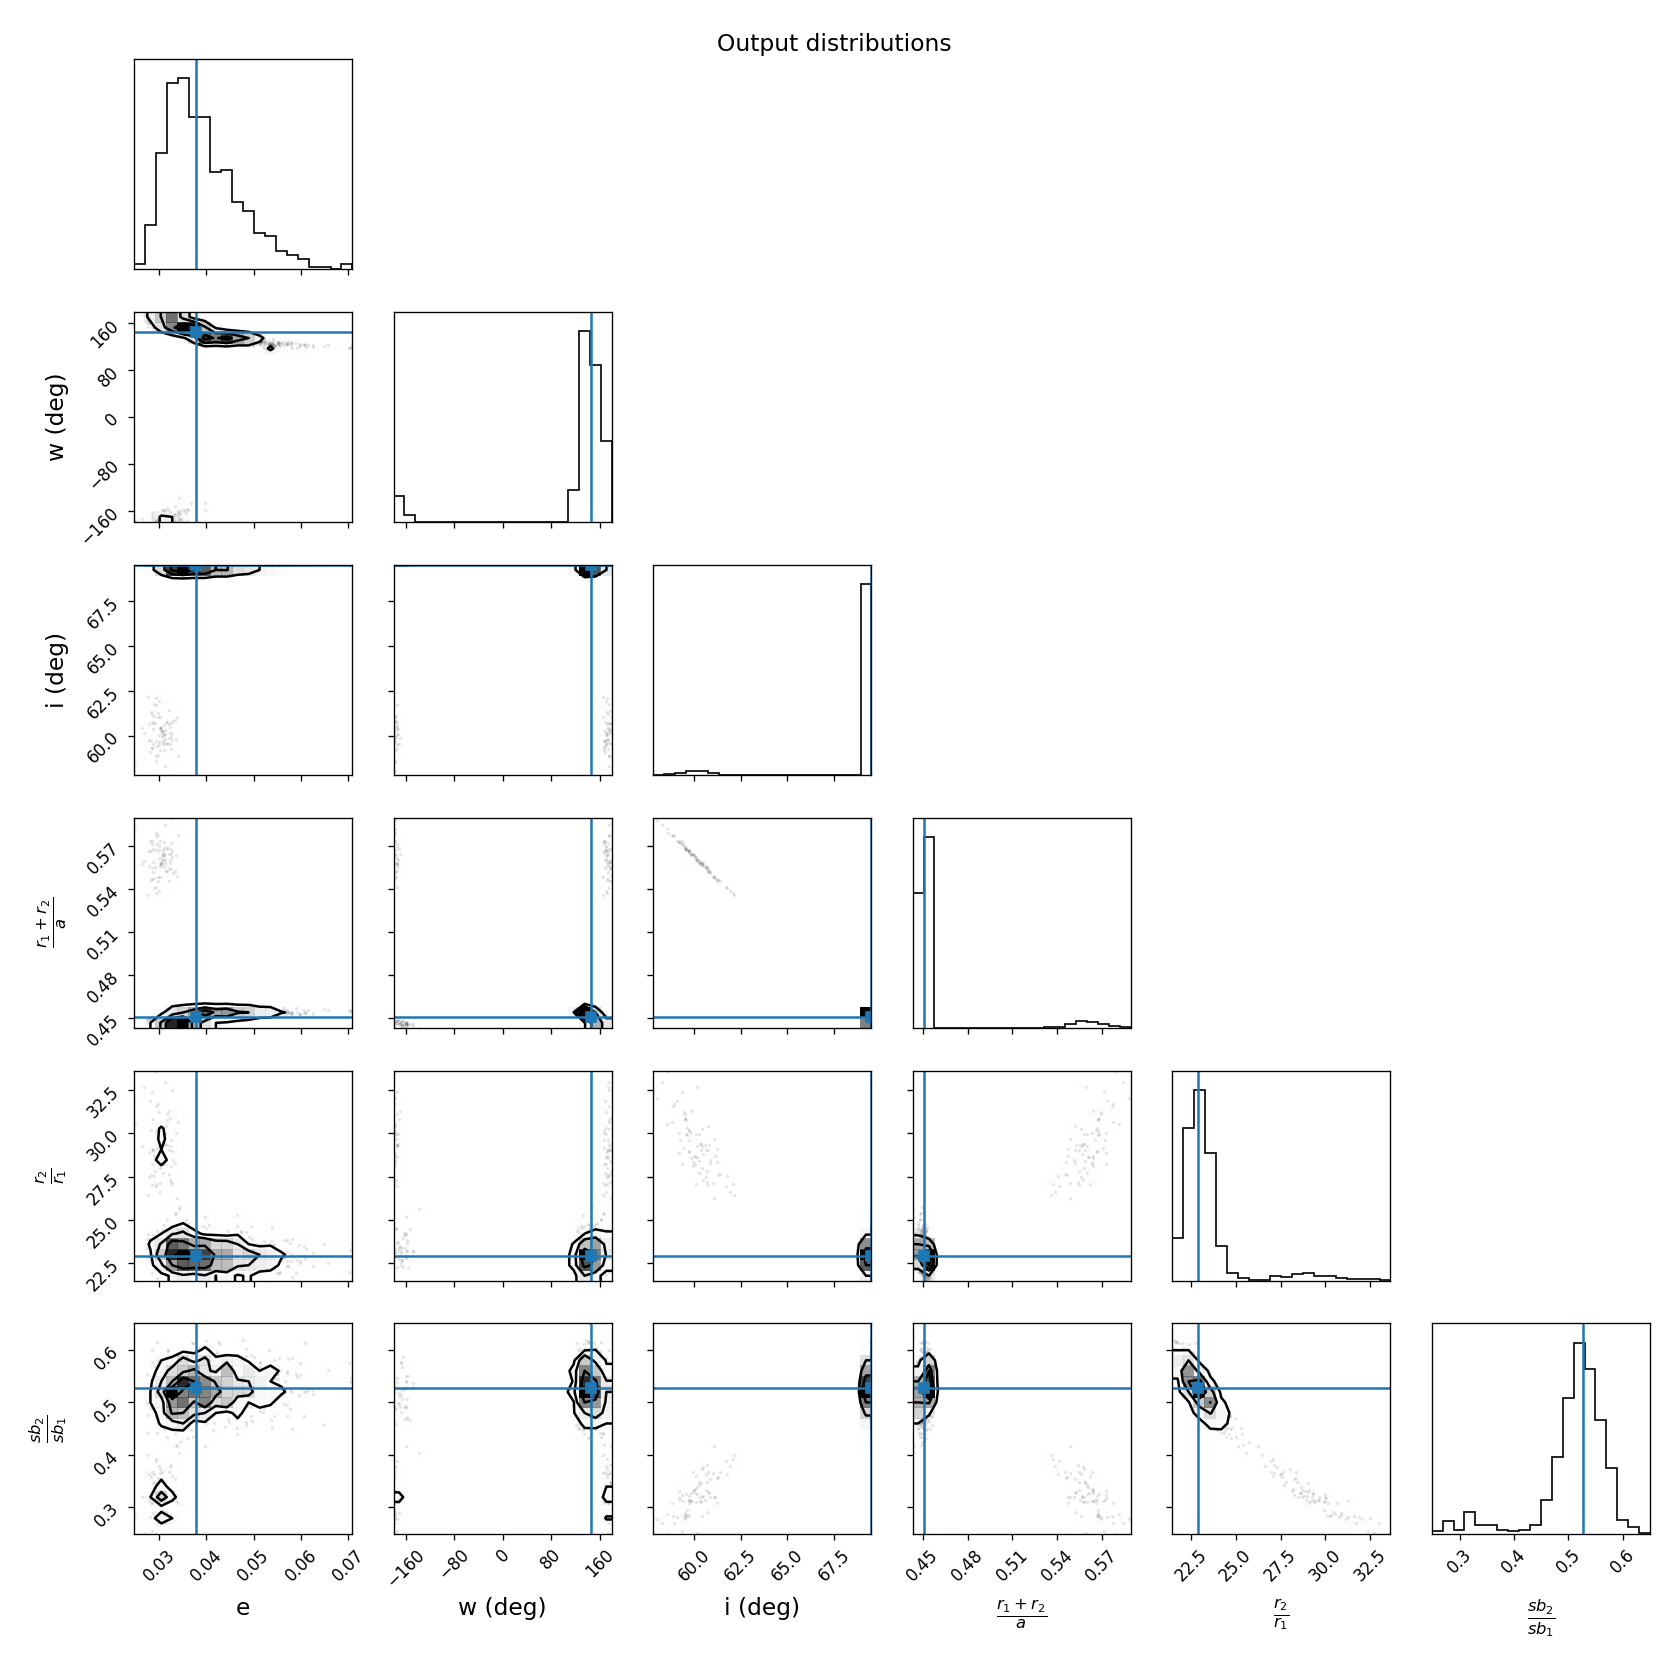 Output distributions
w (deg)
160
80
0
−80
−160
i (deg)
67.5
65.0
62.5
60.0
r₁ + r₂
a
0.57
0.54
0.51
0.48
0.45
r₂
r₁
32.5
30.0
27.5
25.0
22.5
sb₂
sb₁
0.6
0.5
0.4
0.3
0.03 0.04 0.05 0.06 0.07
−160 −80 0 80 160
60.0 62.5 65.0 67.5
0.45 0.48 0.51 0.54 0.57
22.5 25.0 27.5 30.0 32.5
0.3 0.4 0.5 0.6
e
w (deg)
i (deg)
r₁ + r₂
a
r₂
r₁
sb₂
sb₁